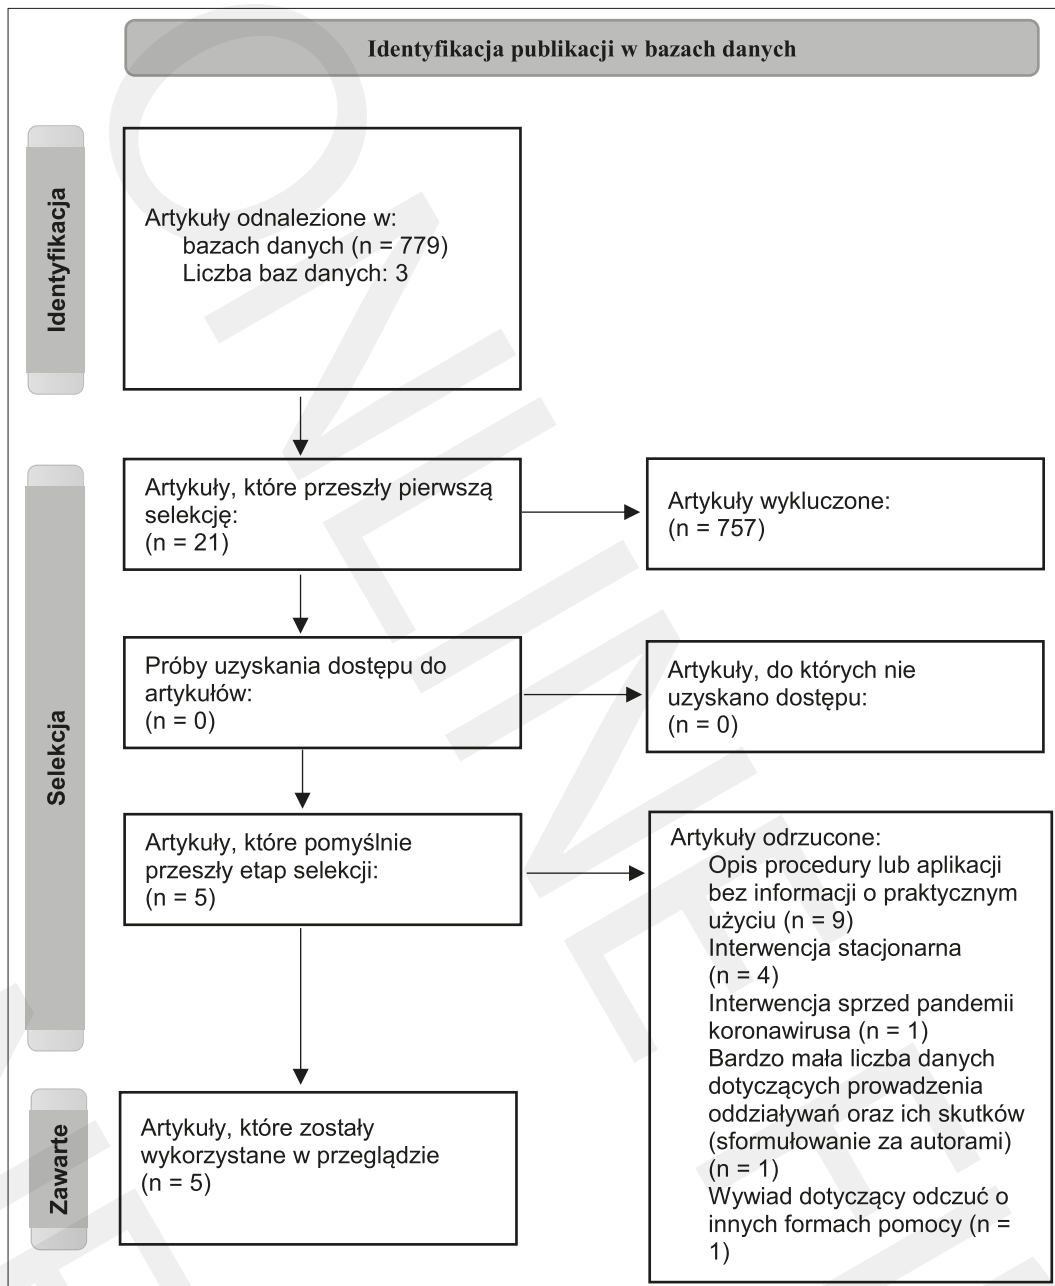 Identyfikacja publikacji w bazach danych
Identyfikacja
Artykuły odnalezione w:
bazach danych (n = 779)
Liczba baz danych: 3
Selekcja
Artykuły, które przeszły pierwszą
selekcję:
(n = 21)
Artykuły wykluczone:
(n = 757)
Próby uzyskania dostępu do
artykułów:
(n = 0)
Artykuły, do których nie
uzyskano dostępu:
(n = 0)
Artykuły, które pomyślnie
przeszły etap selekcji:
(n = 5)
Artykuły odrzucone:
Opis procedury lub aplikacji
bez informacji o praktycznym
użyciu (n = 9)
Interwencja stacjonarna
(n = 4)
Interwencja sprzed pandemii
koronawirusa (n = 1)
Bardzo mała liczba danych
dotyczących prowadzenia
oddziaływań oraz ich skutków
(sformułowanie za autorami)
(n = 1)
Wywiad dotyczący odczuć o
innych formach pomocy (n =
1)
Zawarte
Artykuły, które zostały
wykorzystane w przeglądzie
(n = 5)
ONLINE